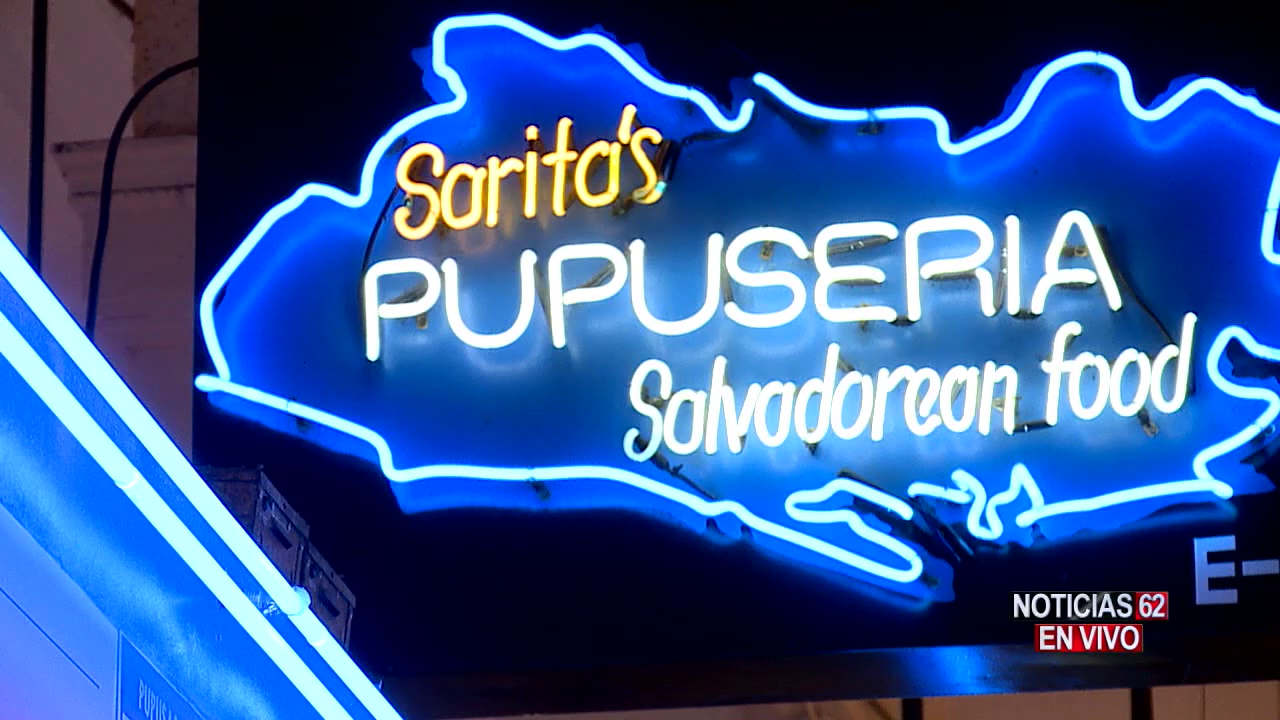 Sarita's
PUPUSERIA
Salvadorean food
E-
NOTICIAS 62
EN VIVO